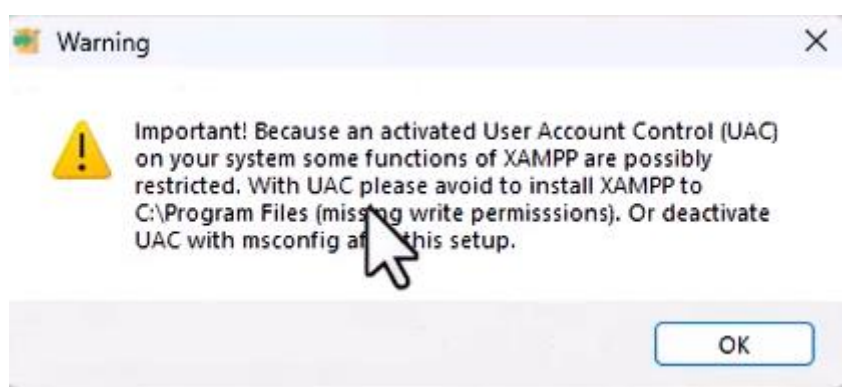 Warning
Important! Because an activated User Account Control (UAC)
on your system some functions of XAMPP are possibly
restricted. With UAC please avoid to install XAMPP to
C:\Program Files (missing write permisssions). Or deactivate
UAC with msconfig after this setup.
OK